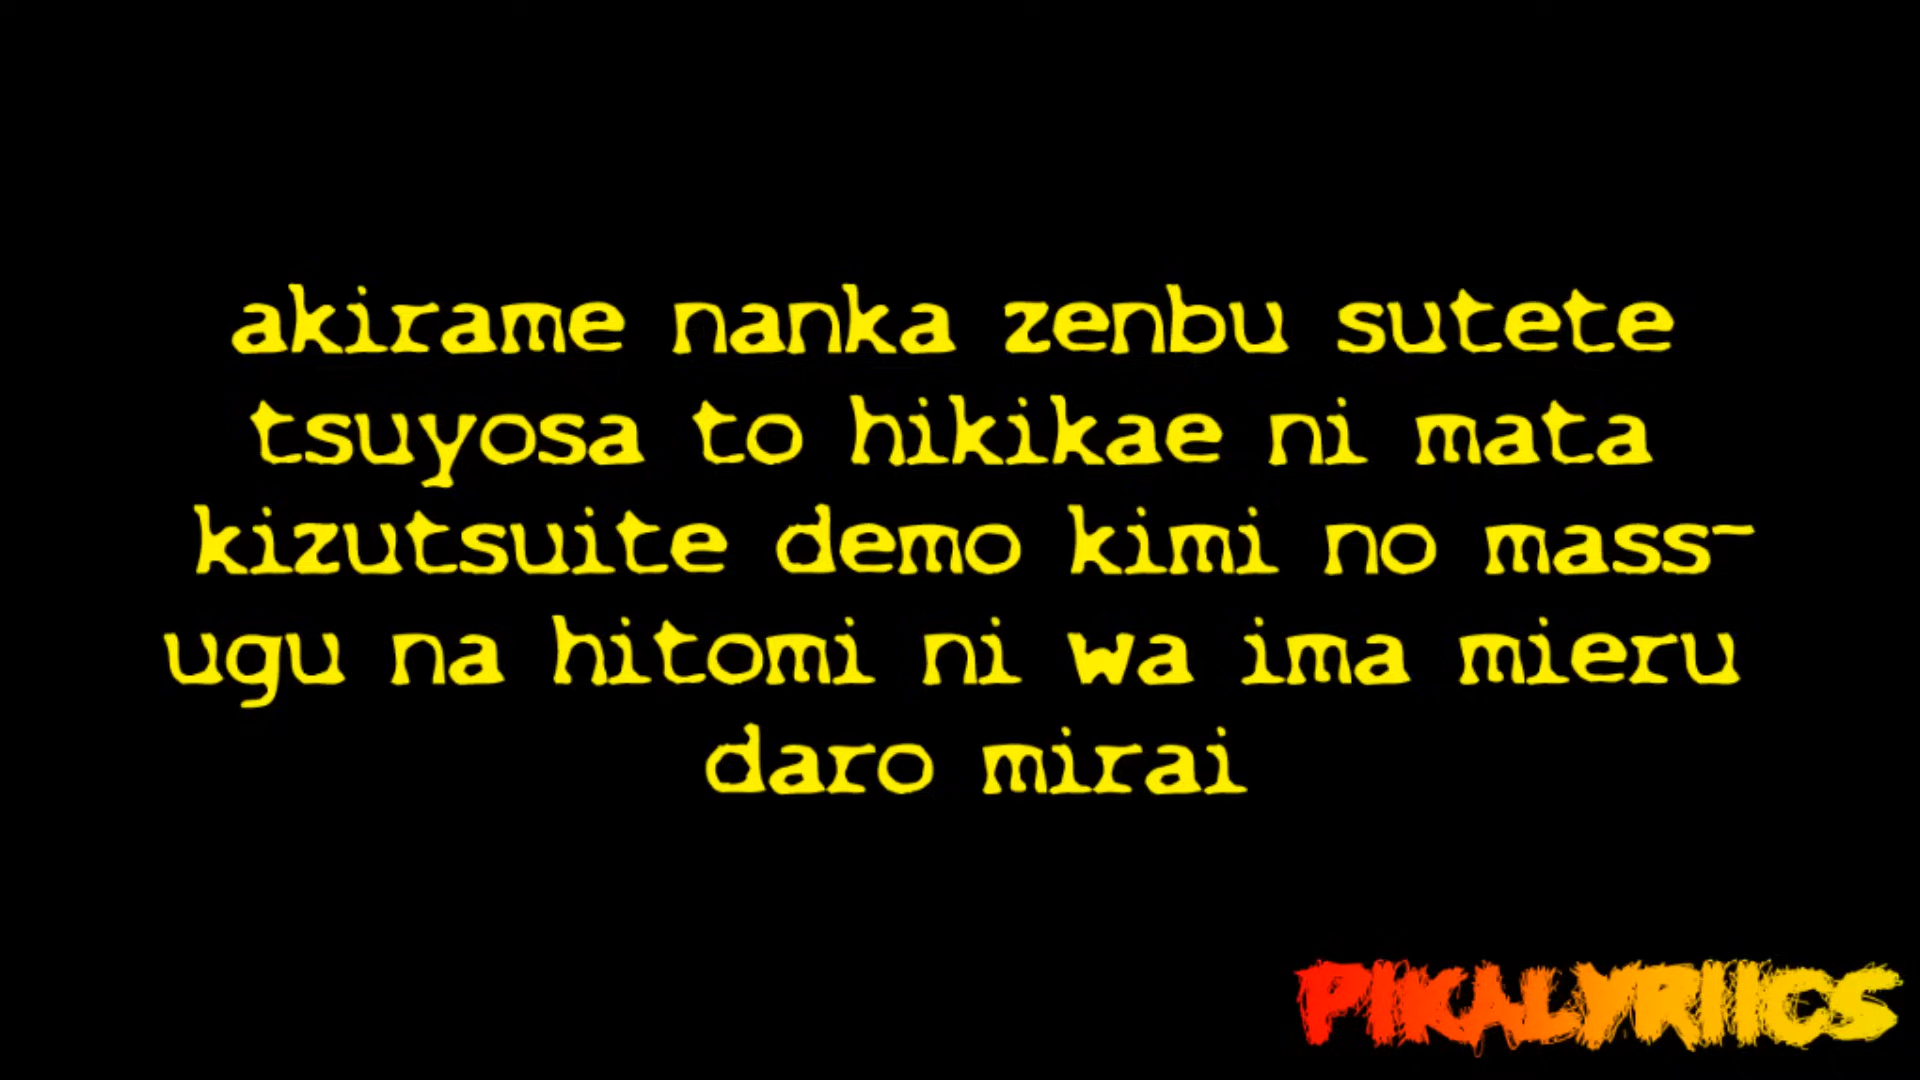 akirame nanka zenbu sutete
tsuyosa to hikikae ni mata
kizutsuite demo kimi no mass-
ugu na hitomi ni wa ima mieru
daro mirai
PIKALYRIICS